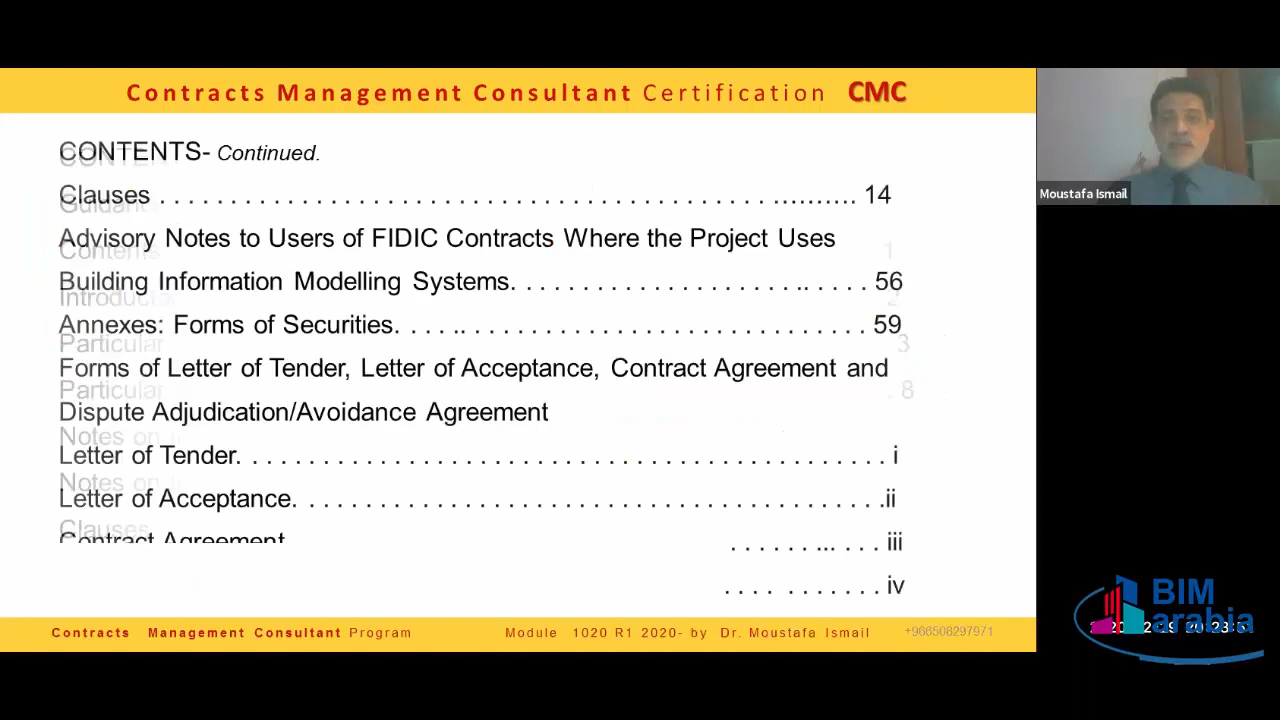 Contracts Management Consultant Certification CMC
CONTENTS- Continued.
Clauses . . . . . . . . . . . . . . . . . . . . . . . . . . . . . . . . . . . . . . . . . . . . . . . .......... 14
Advisory Notes to Users of FIDIC Contracts Where the Project Uses
Building Information Modelling Systems. . . . . . . . . . . . . . . . . . . . . .. . . . . . 56
Annexes: Forms of Securities. . . . .. . . . . . . . . . . . . . . . . . . . . . . . . . . . . . 59
Forms of Letter of Tender, Letter of Acceptance, Contract Agreement and
Dispute Adjudication/Avoidance Agreement
Letter of Tender. . . . . . . . . . . . . . . . . . . . . . . . . . . . . . . . . . . . . . . . . . . . . i
Letter of Acceptance. . . . . . . . . . . . . . . . . . . . . . . . . . . . . . . . . . . . . . . .ii
Contract Agreement . . . . . . . ... . . . iii
. . . . . . . . . . . iv
Contracts Management Consultant Program Module 1020 R1 2020- by Dr. Moustafa Ismail +966508297971
Moustafa Ismail
BIM
arabia